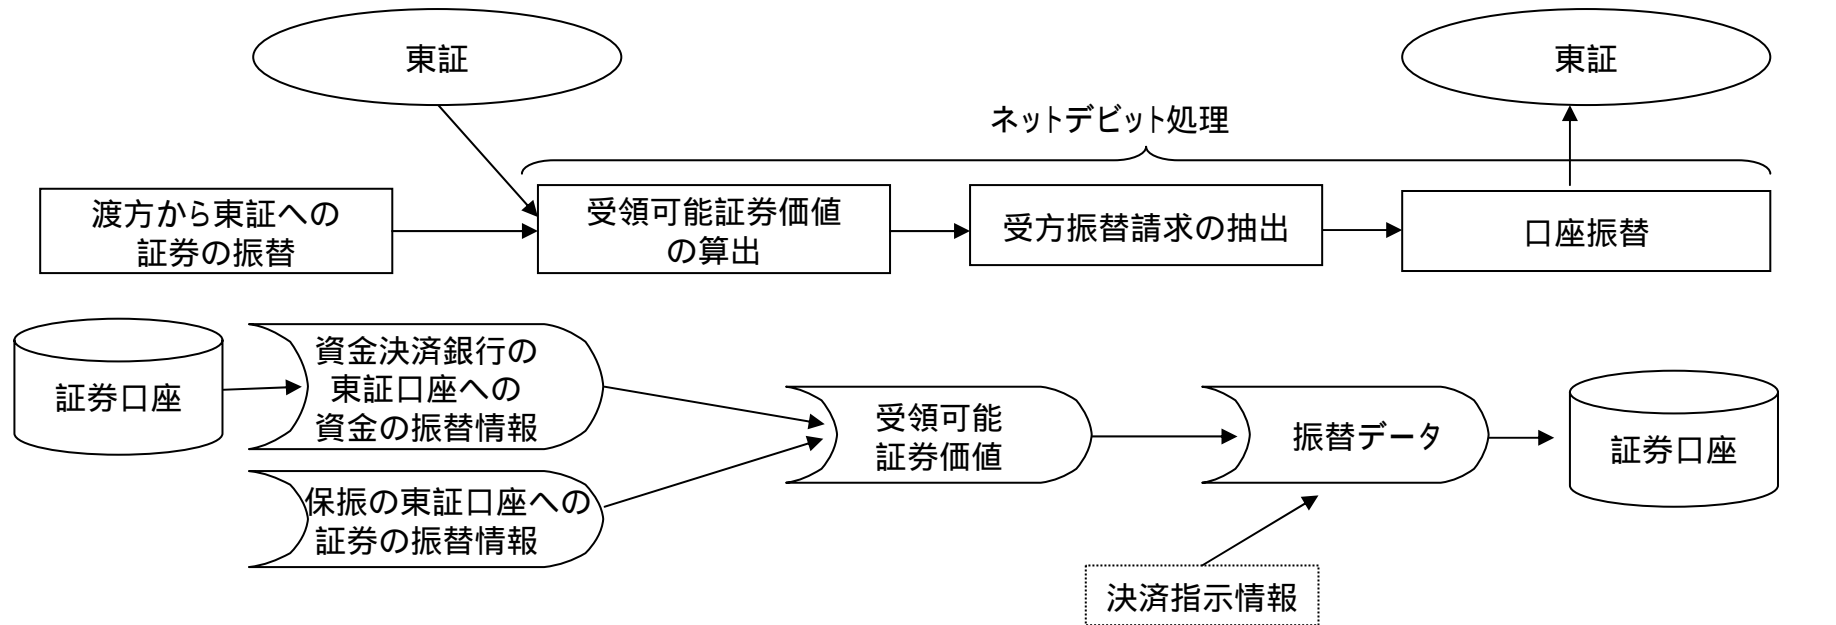 東証
東証
ネットデビット処理
渡方から東証への
証券の振替
受領可能証券価値
の算出
受方振替請求の抽出
口座振替
証券口座
資金決済銀行の
東証口座への
資金の振替情報
保振の東証口座への
証券の振替情報
受領可能
証券価値
振替データ
証券口座
決済指示情報